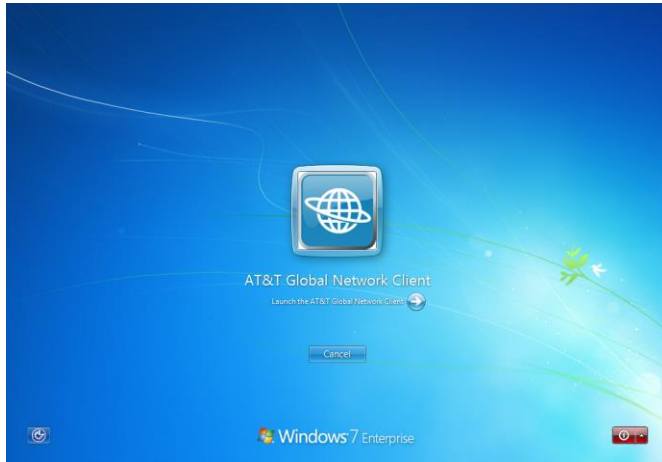 AT&T Global Network Client
Launch the AT&T Global Network Client
Cancel
Windows 7 Enterprise